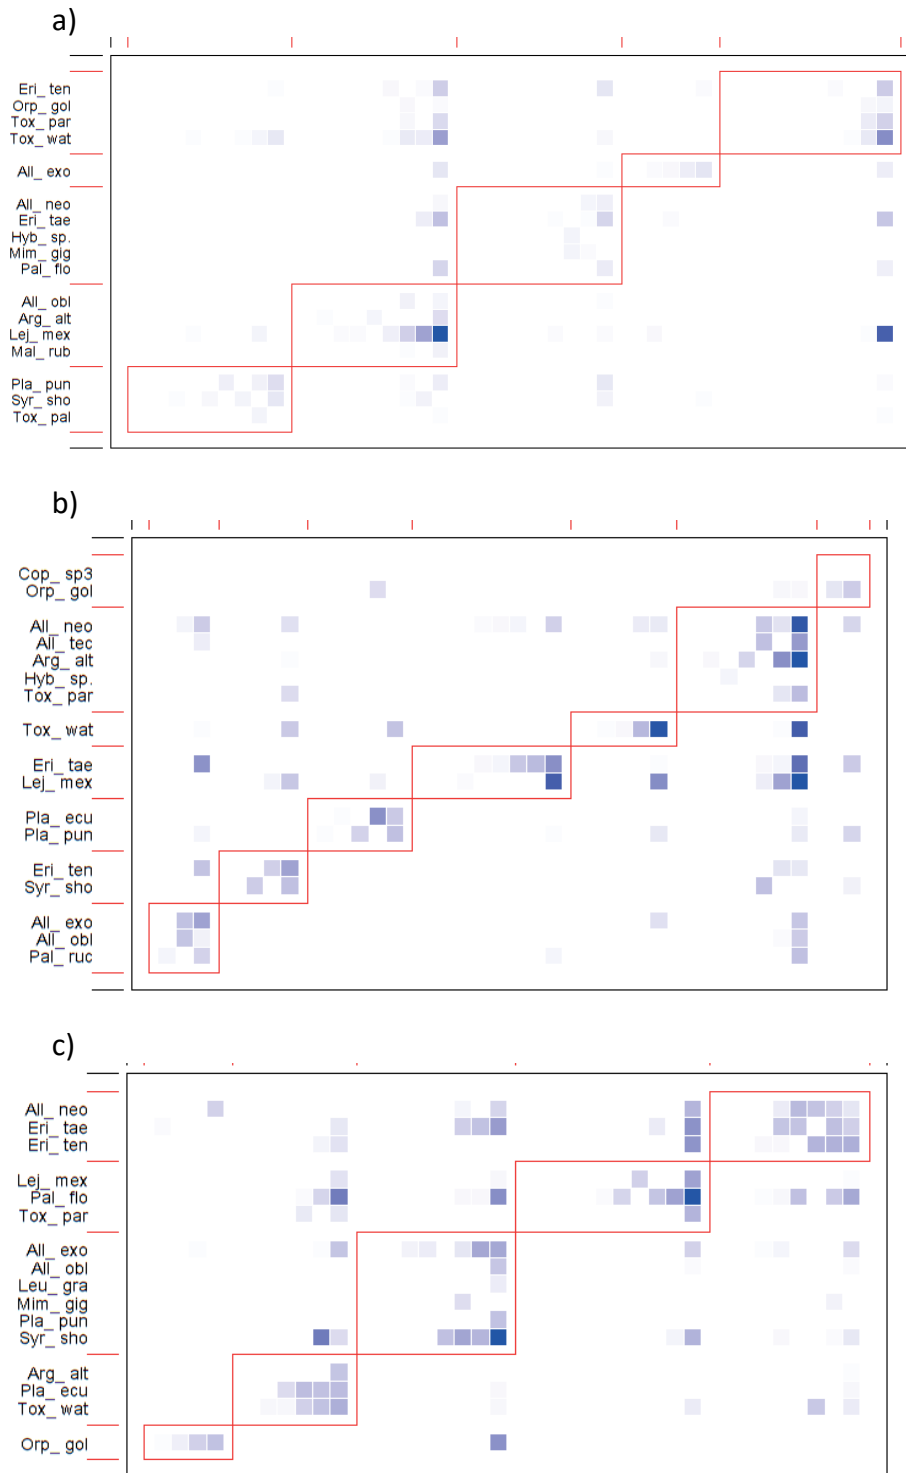 a)
Eri_ ten
Orp_ gol
Tox_ par
Tox_ wat
All_ exo
All_ neo
Eri_ tae
Hyb_ sp.
Mim_ gig
Pal_ flo
All_ obl
Arg_ alt
Lej_ mex
Mal_ rub
Pla_ pun
Syr_ sho
Tox_ pal
b)
Cop_ sp3
Orp_ gol
All_ neo
All_ tec
Arg_ alt
Hyb_ sp.
Tox_ par
Tox_ wat
Eri_ tae
Lej_ mex
Pla_ ecu
Pla_ pun
Eri_ ten
Syr_ sho
All_ exo
All_ obl
Pal_ ruc
c)
All_ neo
Eri_ tae
Eri_ ten
Lej_ mex
Pal_ flo
Tox_ par
All_ exo
All_ obl
Leu_ gra
Mim_ gig
Pla_ pun
Syr_ sho
Arg_ alt
Pla_ ecu
Tox_ wat
Orp_ gol